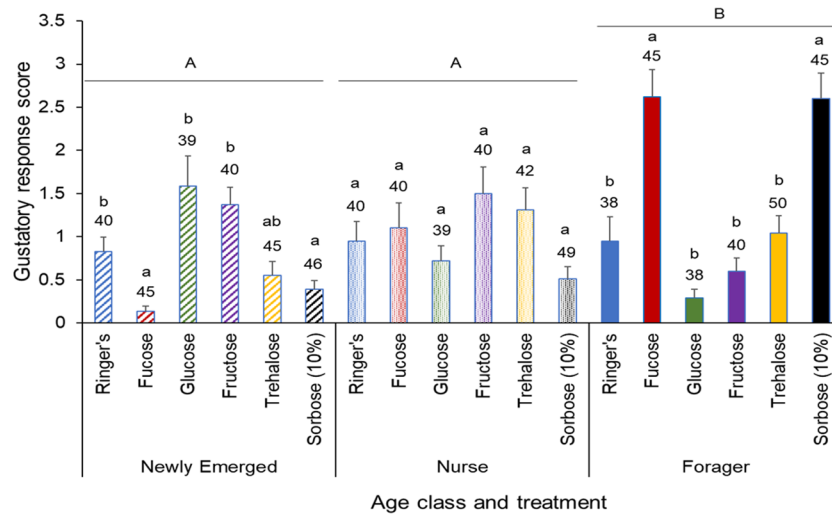 Gustatory response score
3.5
3
2.5
2
1.5
1
0.5
0
A
A
B
b
40
a
45
b
39
b
40
ab
45
a
46
a
40
a
40
a
39
a
40
a
42
a
49
b
38
a
45
b
38
b
40
b
50
a
45
Ringer's
Fucose
Glucose
Fructose
Trehalose
Sorbose (10%)
Ringer's
Fucose
Glucose
Fructose
Trehalose
Sorbose (10%)
Ringer's
Fucose
Glucose
Fructose
Trehalose
Sorbose (10%)
Newly Emerged
Nurse
Forager
Age class and treatment